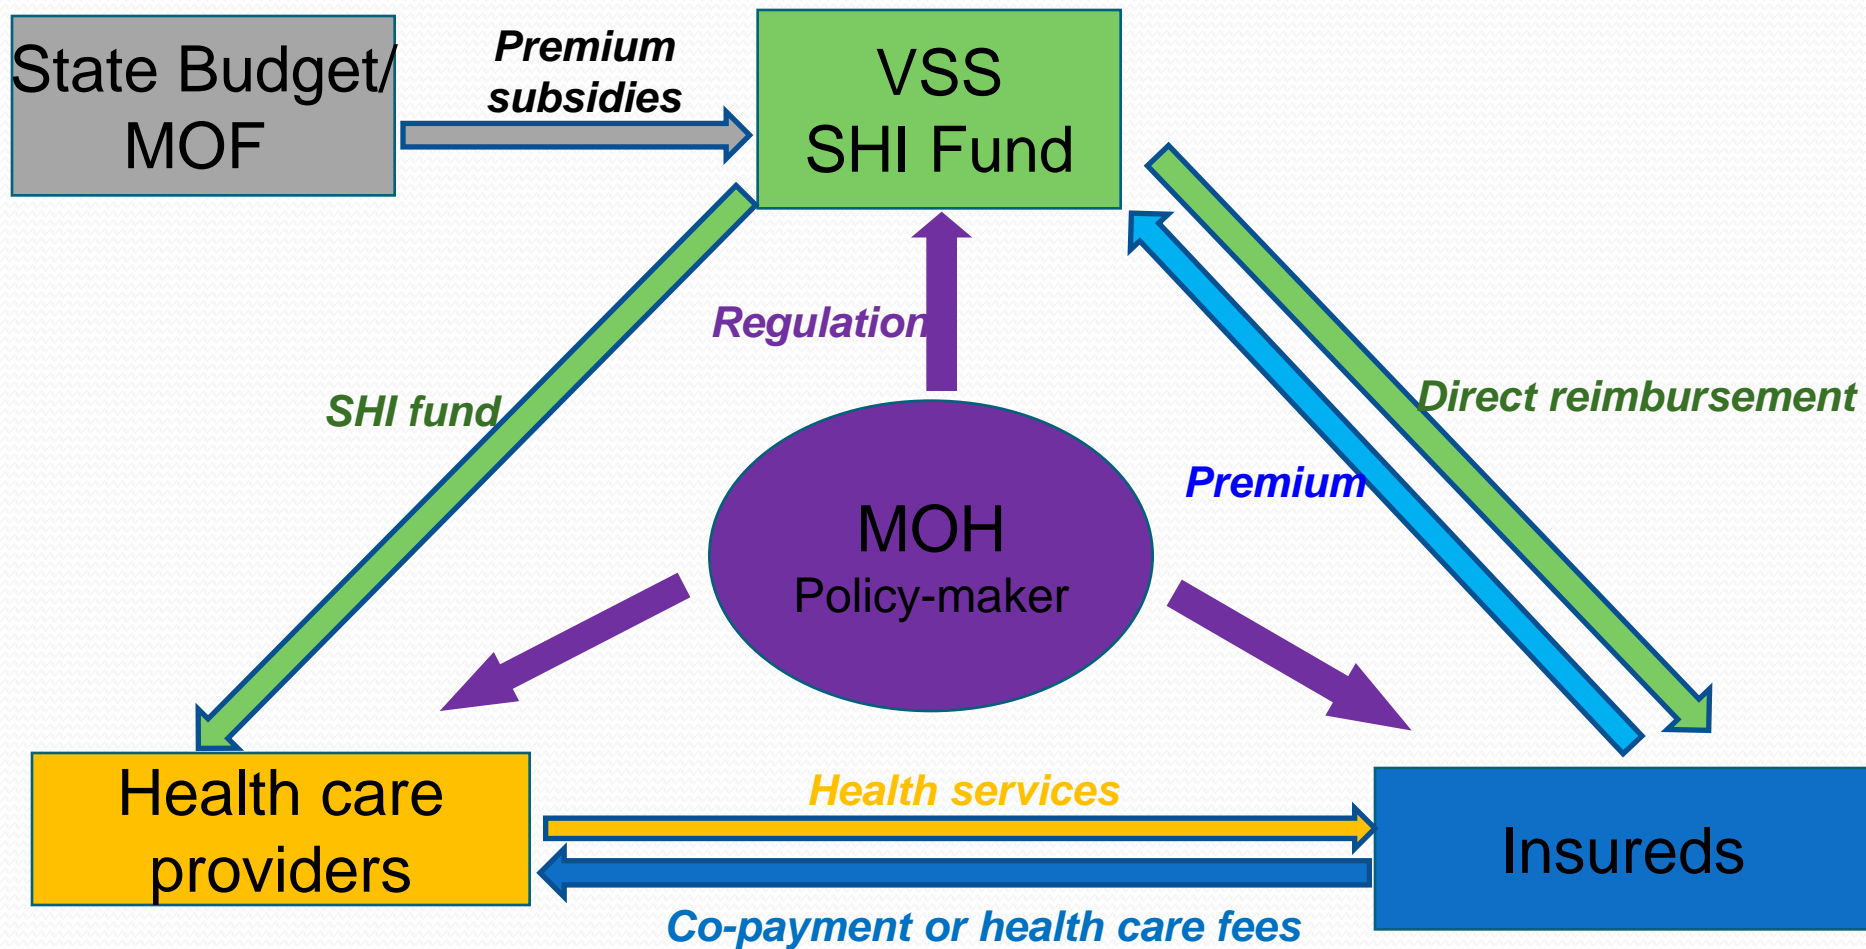 State Budget/
MOF
Premium
subsidies
VSS
SHI Fund
Regulation
SHI fund
Direct reimbursement
Premium
MOH
Policy-maker
Health care
providers
Health services
Insureds
Co-payment or health care fees